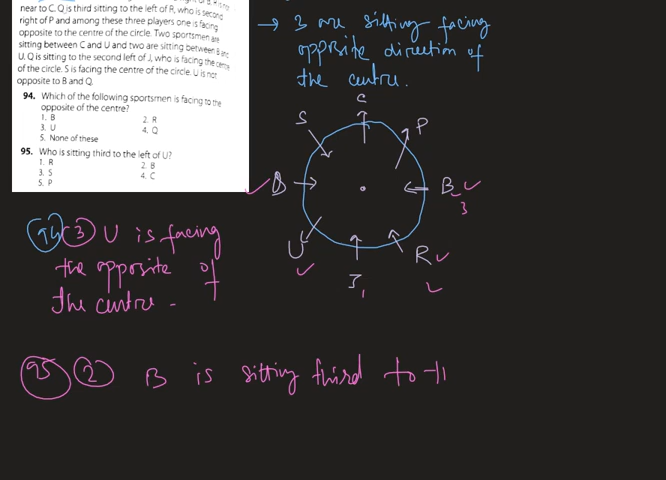 near to C. Q is third sitting to the left of R, who is second
right of P and among these three players one is facing
opposite to the centre of the circle. Two sportsmen are
sitting between C and U and two are sitting between B and
U. Q is sitting to the second left of J, who is facing the centre
of the circle. S is facing the centre of the circle. U is not
opposite to B and Q.
94. Which of the following sportsmen is facing to the
opposite of the centre?
1. B 2. R
3. U 4. Q
5. None of these
95. Who is sitting third to the left of U?
1. R 2. B
3. S 4. C
5. P
→ 3 are sitting facing
opposite direction of
the centre.
C
S P
B
3
U R
J
1
94 3 U is facing
the opposite of
the centre.
95 2 B is sitting third to